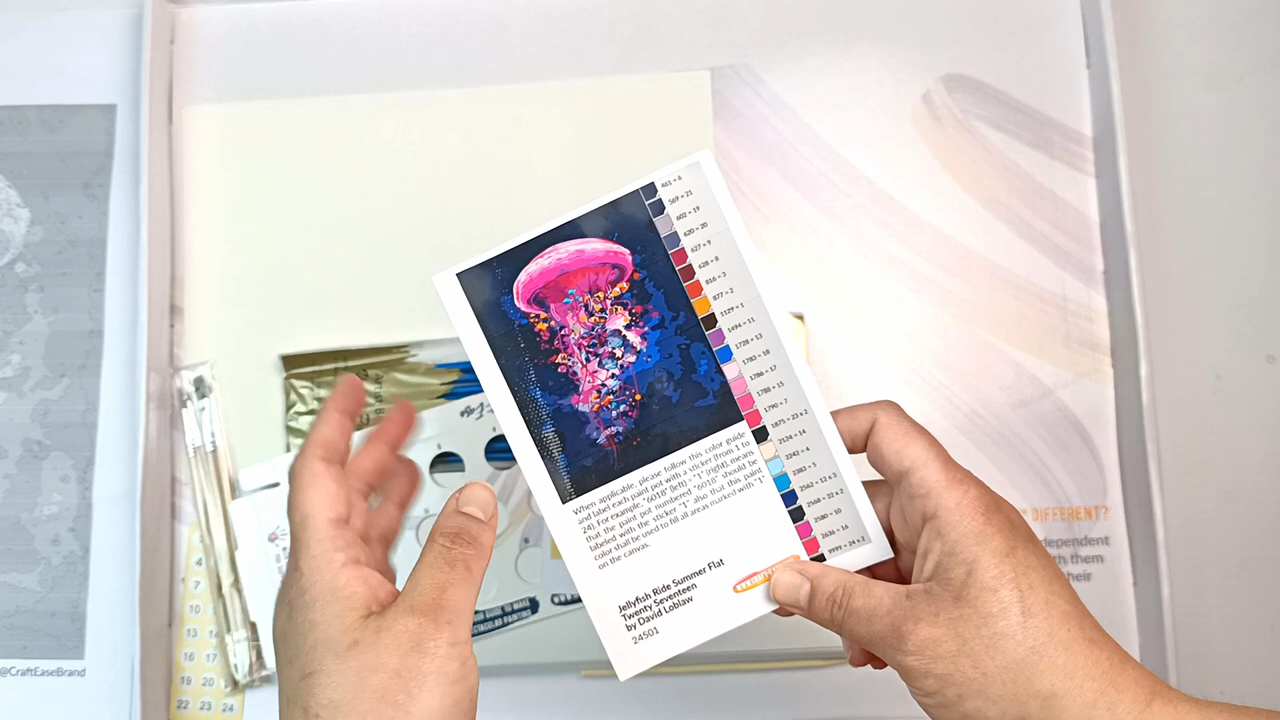 461 = 6
569 = 21
602 = 19
620 = 20
627 = 9
628 = 8
816 = 3
877 = 2
1129 = 1
1494 = 11
1728 = 13
1783 = 18
1786 = 17
1788 = 15
1790 = 7
1875 = 23 x 2
2124 = 14
2242 = 4
2383 = 5
2562 = 12 x 3
2568 = 22 x 2
2580 = 10
2636 = 16
9999 = 24 x 2
When applicable, please follow this color guide
and label each paint pot with a sticker (from 1 to
24). For example, "6018" (left) = "1" (right), means
that the paint pot numbered "6018" should be
labeled with the sticker "1" also that this paint
color shall be used to fill all areas marked with "1"
on the canvas.
Jellyfish Ride Summer Flat
Twenty Seventeen
by David Loblaw
24501
@CraftEaseBrand
DIFFERENT?
4
7
10
13 14
16 17
19 20
22 23 24